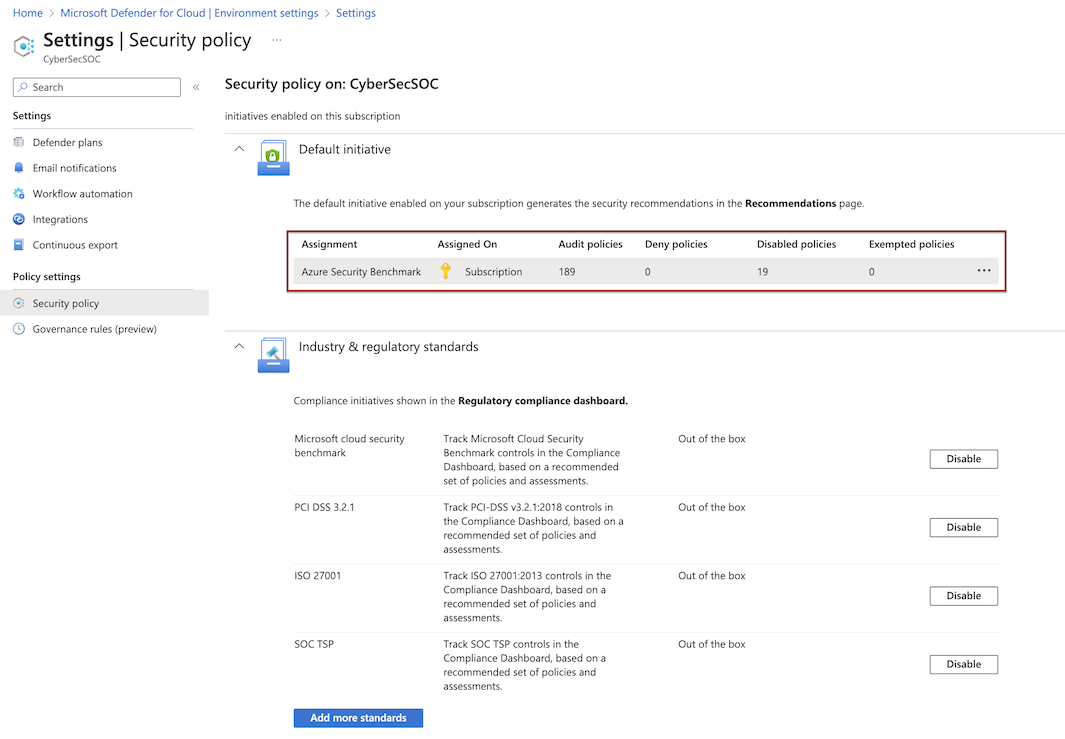 Home > Microsoft Defender for Cloud | Environment settings > Settings
Settings | Security policy ...
CyberSecSOC
Search «
Settings
Defender plans
Email notifications
Workflow automation
Integrations
Continuous export
Policy settings
Security policy
Governance rules (preview)
Security policy on: CyberSecSOC
initiatives enabled on this subscription
Default initiative
The default initiative enabled on your subscription generates the security recommendations in the Recommendations page.
Assignment Assigned On Audit policies Deny policies Disabled policies Exempted policies
Azure Security Benchmark Subscription 189 0 19 0 ...
Industry & regulatory standards
Compliance initiatives shown in the Regulatory compliance dashboard.
Microsoft cloud security
benchmark
Track Microsoft Cloud Security
Benchmark controls in the Compliance
Dashboard, based on a recommended
set of policies and assessments.
Out of the box
Disable
PCI DSS 3.2.1
Track PCI-DSS v3.2.1:2018 controls in
the Compliance Dashboard, based on a
recommended set of policies and
assessments.
Out of the box
Disable
ISO 27001
Track ISO 27001:2013 controls in the
Compliance Dashboard, based on a
recommended set of policies and
assessments.
Out of the box
Disable
SOC TSP
Track SOC TSP controls in the
Compliance Dashboard, based on a
recommended set of policies and
assessments.
Out of the box
Disable
Add more standards